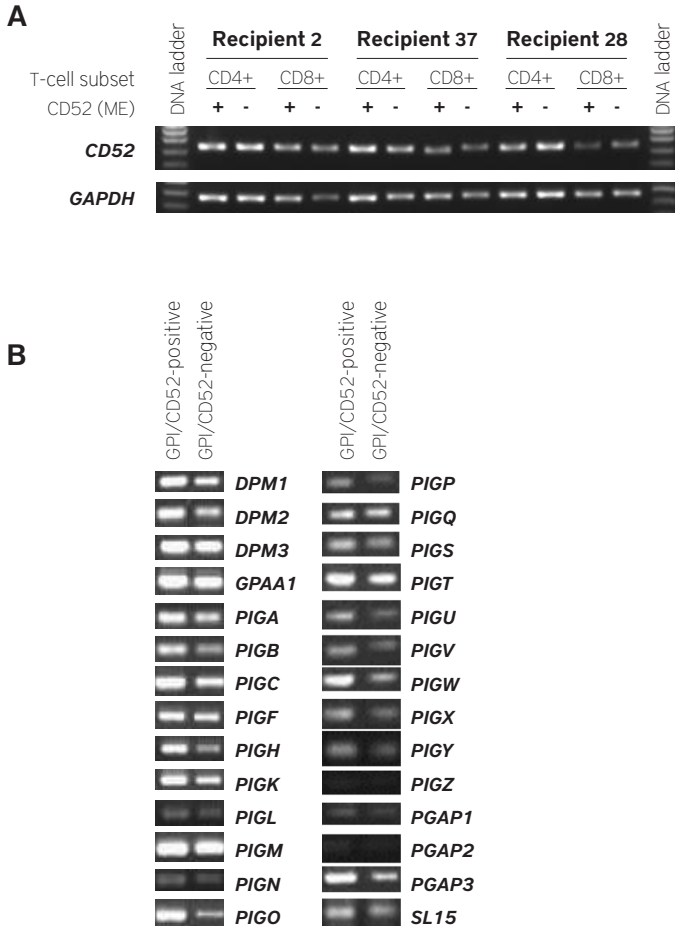 A
DNA ladder
Recipient 2 Recipient 37 Recipient 28
DNA ladder
T-cell subset CD4+ CD8+ CD4+ CD8+ CD4+ CD8+
CD52 (ME) + - + - + - + - + - + -
CD52
GAPDH
B
GPI/CD52-positive
GPI/CD52-negative
GPI/CD52-positive
GPI/CD52-negative
DPM1
DPM2
DPM3
GPAA1
PIGA
PIGB
PIGC
PIGF
PIGH
PIGK
PIGL
PIGM
PIGN
PIGO
PIGP
PIGQ
PIGS
PIGT
PIGU
PIGV
PIGW
PIGX
PIGY
PIGZ
PGAP1
PGAP2
PGAP3
SL15